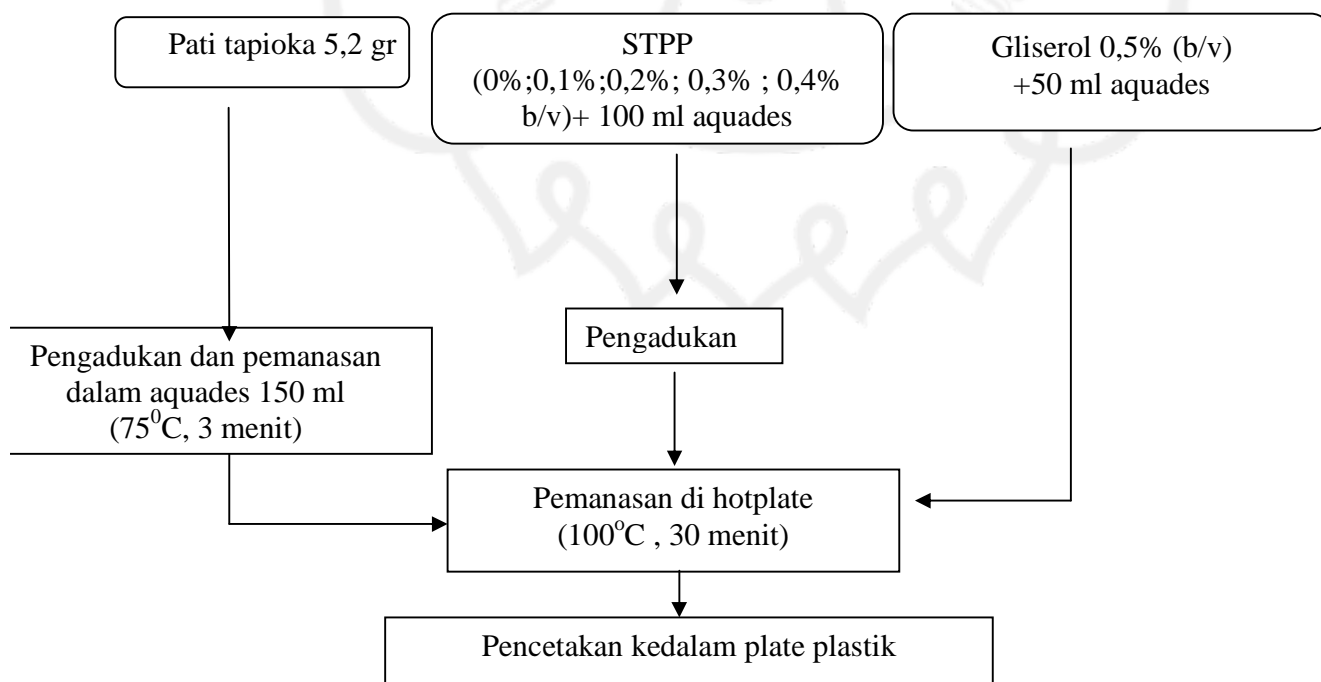 Pati tapioka 5,2 gr
STPP
(0%;0,1%;0,2%; 0,3% ; 0,4%
b/v)+ 100 ml aquades
Gliserol 0,5% (b/v)
+50 ml aquades
Pengadukan dan pemanasan
dalam aquades 150 ml
(75⁰C, 3 menit)
Pengadukan
Pemanasan di hotplate
(100°C , 30 menit)
Pencetakan kedalam plate plastik